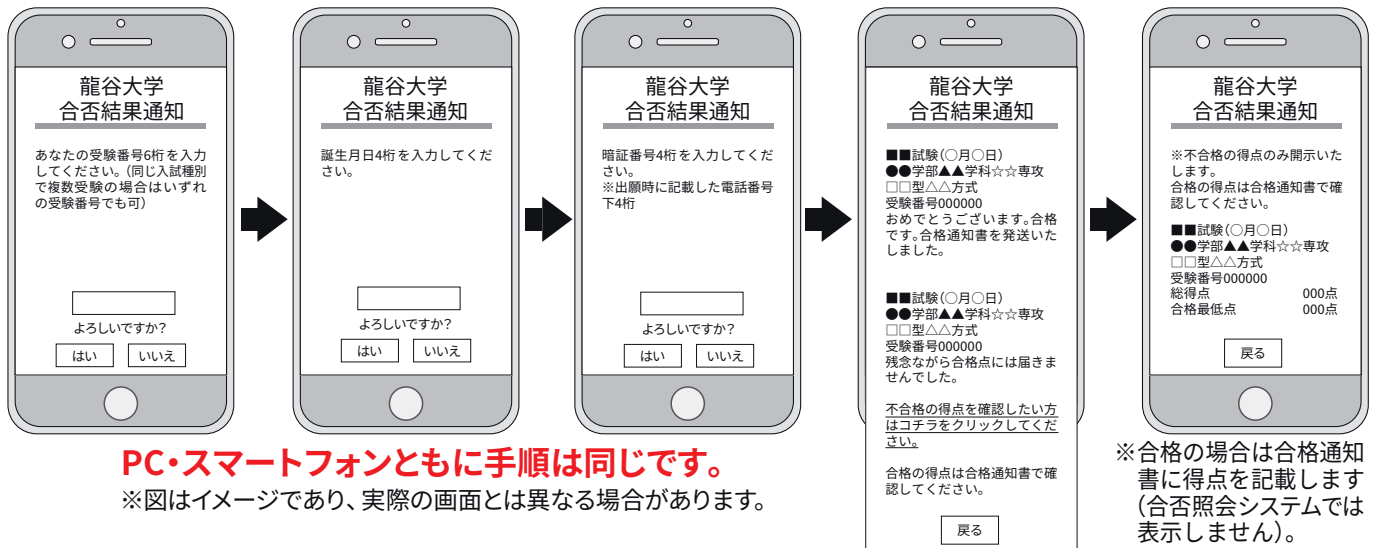 龍谷大学
合否結果通知
あなたの受験番号6桁を入力
してください。(同じ入試種別
で複数受験の場合はいずれ
の受験番号でも可)
よろしいですか?
はい
いいえ
龍谷大学
合否結果通知
誕生月日4桁を入力してくだ
さい。
よろしいですか?
はい
いいえ
龍谷大学
合否結果通知
暗証番号4桁を入力してくだ
さい。
※出願時に記載した電話番号
下4桁
よろしいですか?
はい
いいえ
龍谷大学
合否結果通知
■■試験(○月○日)
●●学部▲▲学科☆☆専攻
□□型△△方式
受験番号000000
おめでとうございます。合格
です。合格通知書を発送いた
しました。
■■試験(○月○日)
●●学部▲▲学科☆☆専攻
□□型△△方式
受験番号000000
残念ながら合格点には届きま
せんでした。
不合格の得点を確認したい方
はコチラをクリックしてくだ
さい。
合格の得点は合格通知書で確
認してください。
戻る
龍谷大学
合否結果通知
※不合格の得点のみ開示いた
します。
合格の得点は合格通知書で確
認してください。
■■試験(○月○日)
●●学部▲▲学科☆☆専攻
□□型△△方式
受験番号000000
総得点 000点
合格最低点 000点
戻る
PC・スマートフォンともに手順は同じです。
※図はイメージであり、実際の画面とは異なる場合があります。
※合格の場合は合格通知
書に得点を記載します
(合否照会システムでは
表示しません)。